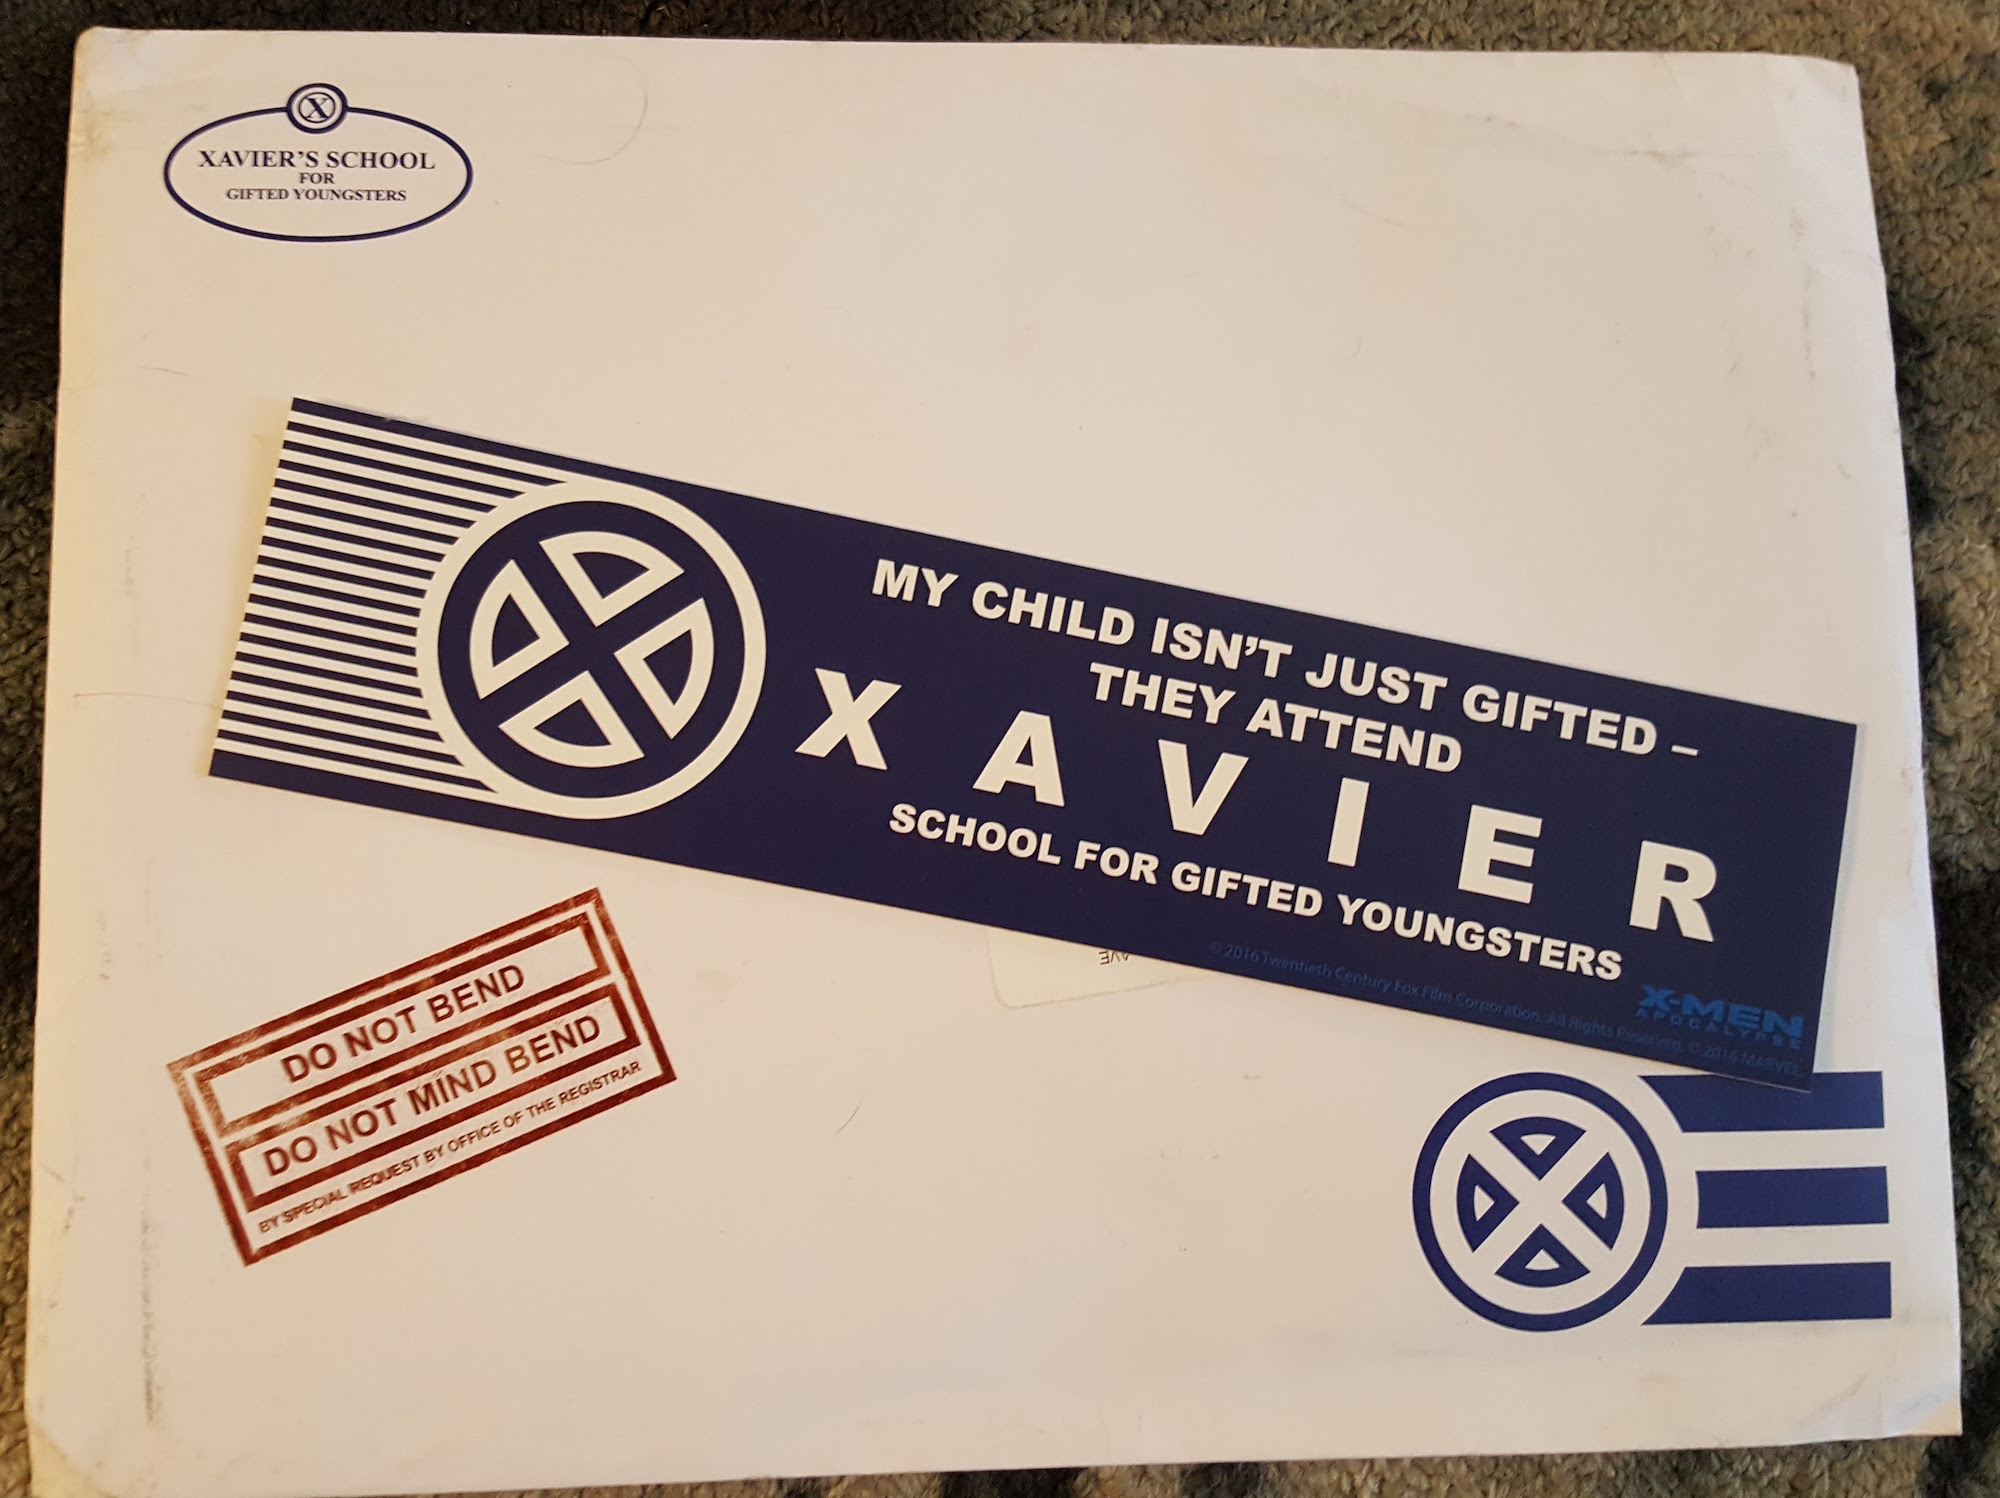 X
XAVIER'S SCHOOL
FOR
GIFTED YOUNGSTERS
MY CHILD ISN'T JUST GIFTED –
THEY ATTEND
XAVIER
SCHOOL FOR GIFTED YOUNGSTERS
© 2016 Twentieth Century Fox Film Corporation. All Rights Reserved. © 2016 MARVEL
X-MEN
APOCALYPSE
DO NOT BEND
DO NOT MIND BEND
BY SPECIAL REQUEST BY OFFICE OF THE REGISTRAR